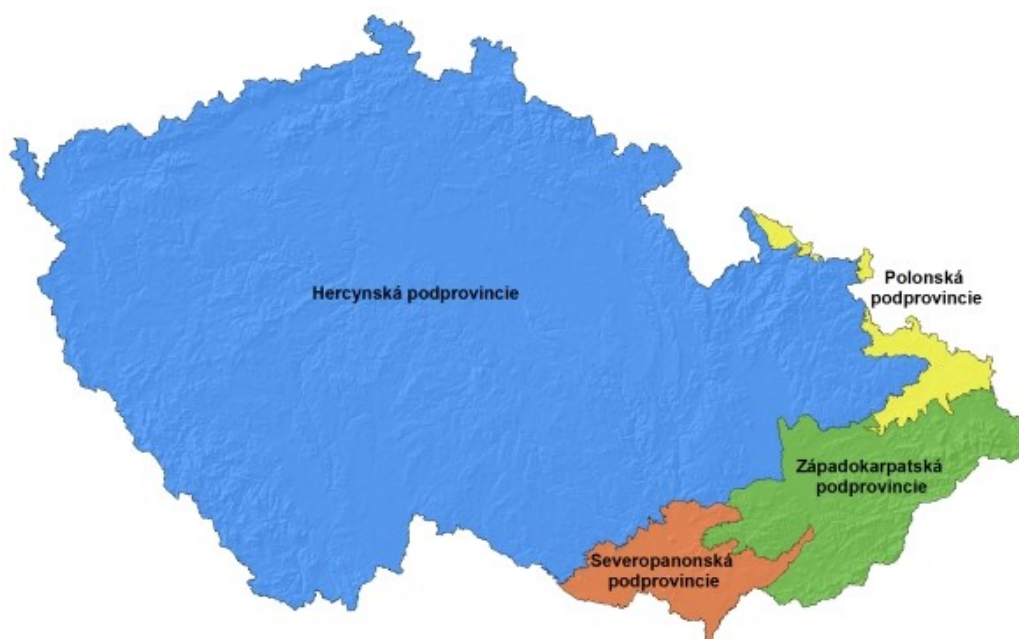 Hercynská podprovincie
Polonská
podprovincie
Západokarpatská
podprovincie
Severopanonská
podprovincie